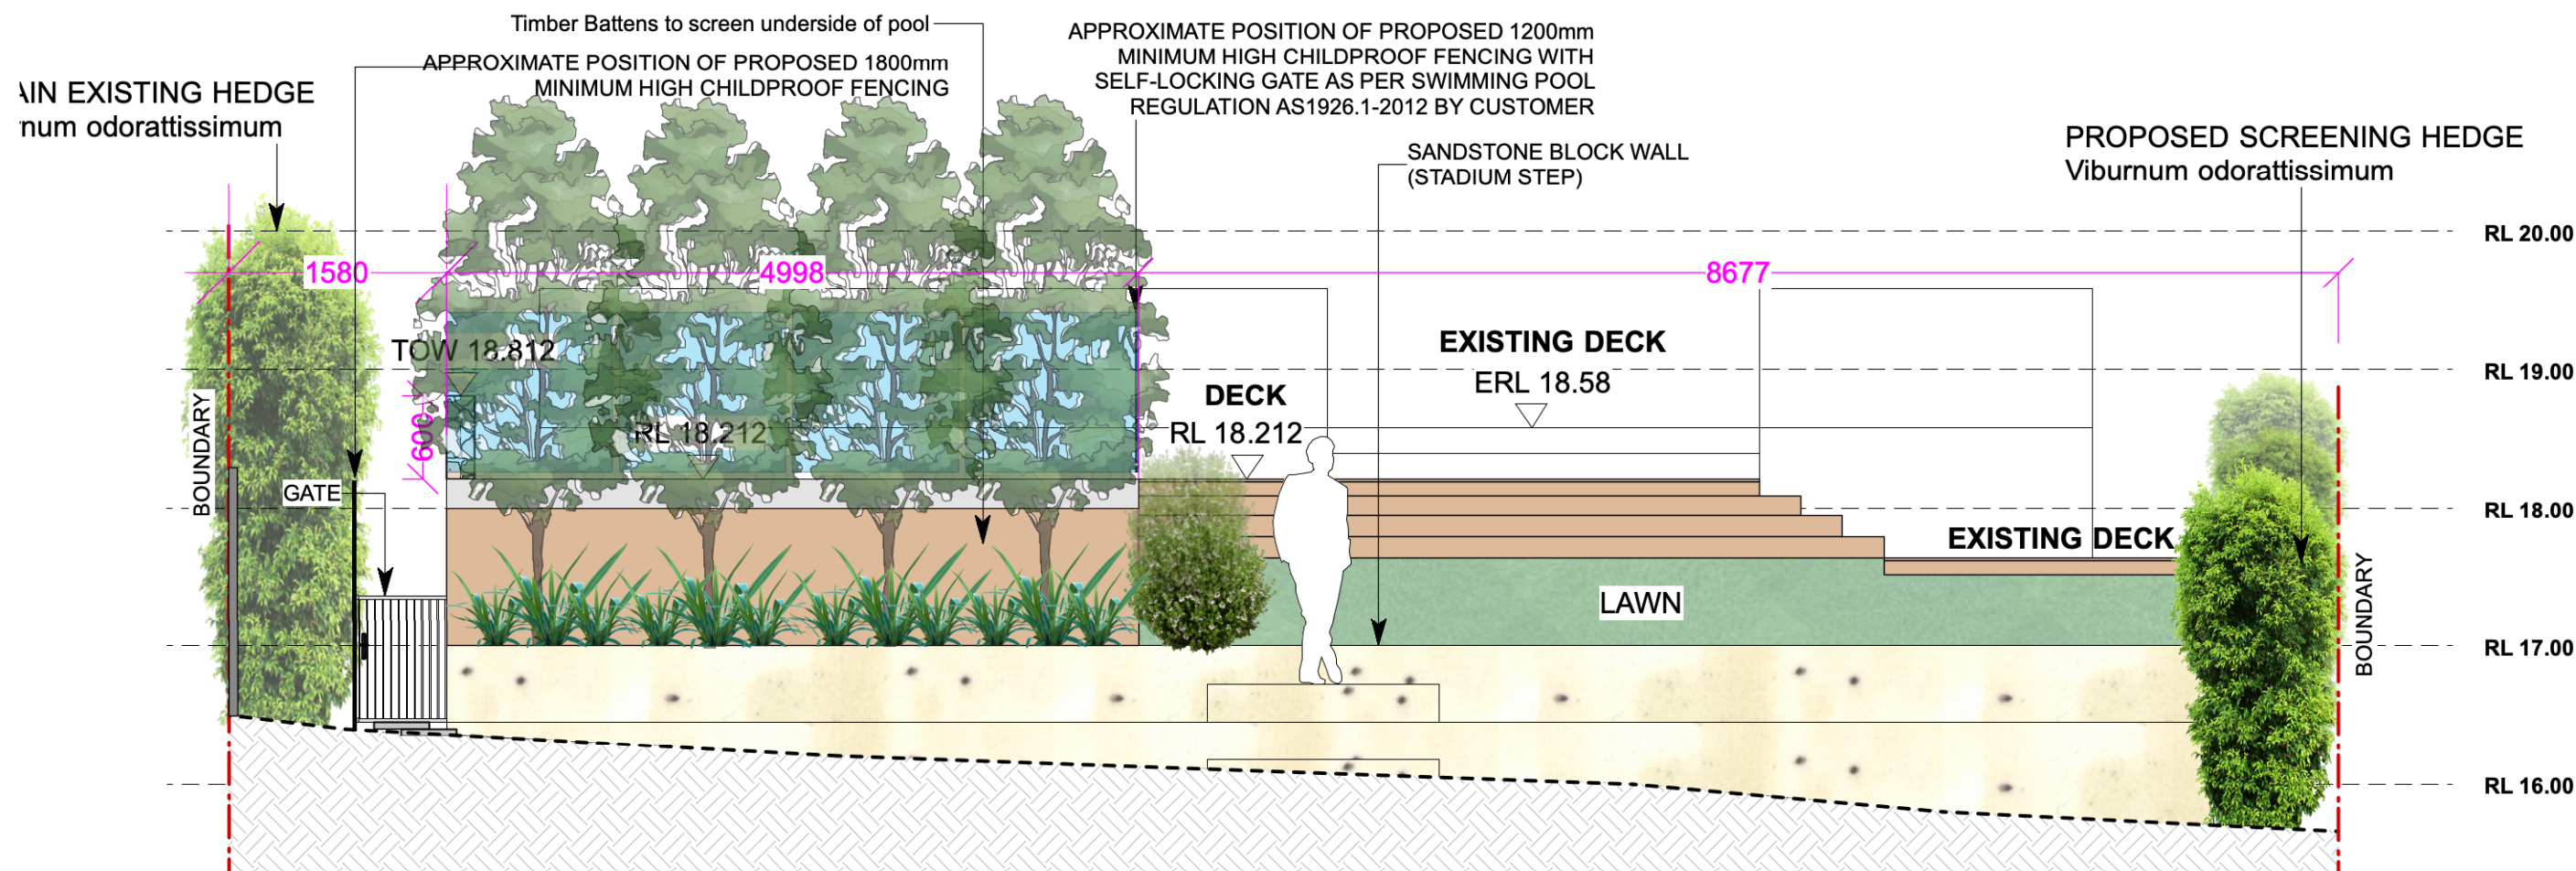 Timber Battens to screen underside of pool
APPROXIMATE POSITION OF PROPOSED 1800mm
MINIMUM HIGH CHILDPROOF FENCING
APPROXIMATE POSITION OF PROPOSED 1200mm
MINIMUM HIGH CHILDPROOF FENCING WITH
SELF-LOCKING GATE AS PER SWIMMING POOL
REGULATION AS1926.1-2012 BY CUSTOMER
EXISTING HEDGE
odorattissimum
SANDSTONE BLOCK WALL
(STADIUM STEP)
PROPOSED SCREENING HEDGE
Viburnum odorattissimum
RL 20.00
1580
4998
8677
TOW 18.812
EXISTING DECK
ERL 18.58
RL 19.00
600
RL 18.212
DECK
RL 18.212
BOUNDARY
GATE
RL 18.00
EXISTING DECK
LAWN
BOUNDARY
RL 17.00
RL 16.00